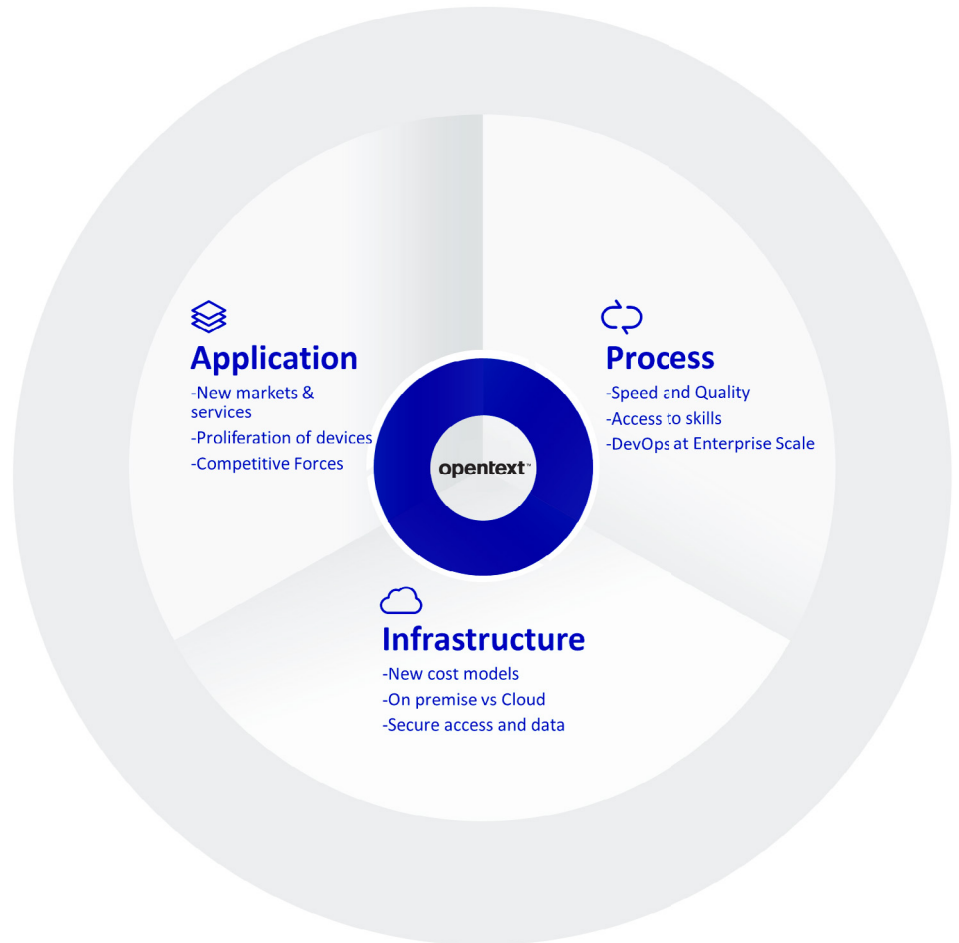 Application
-New markets &
services
-Proliferation of devices
-Competitive Forces
Process
-Speed and Quality
-Access to skills
-DevOps at Enterprise Scale
opentext™
Infrastructure
-New cost models
-On premise vs Cloud
-Secure access and data